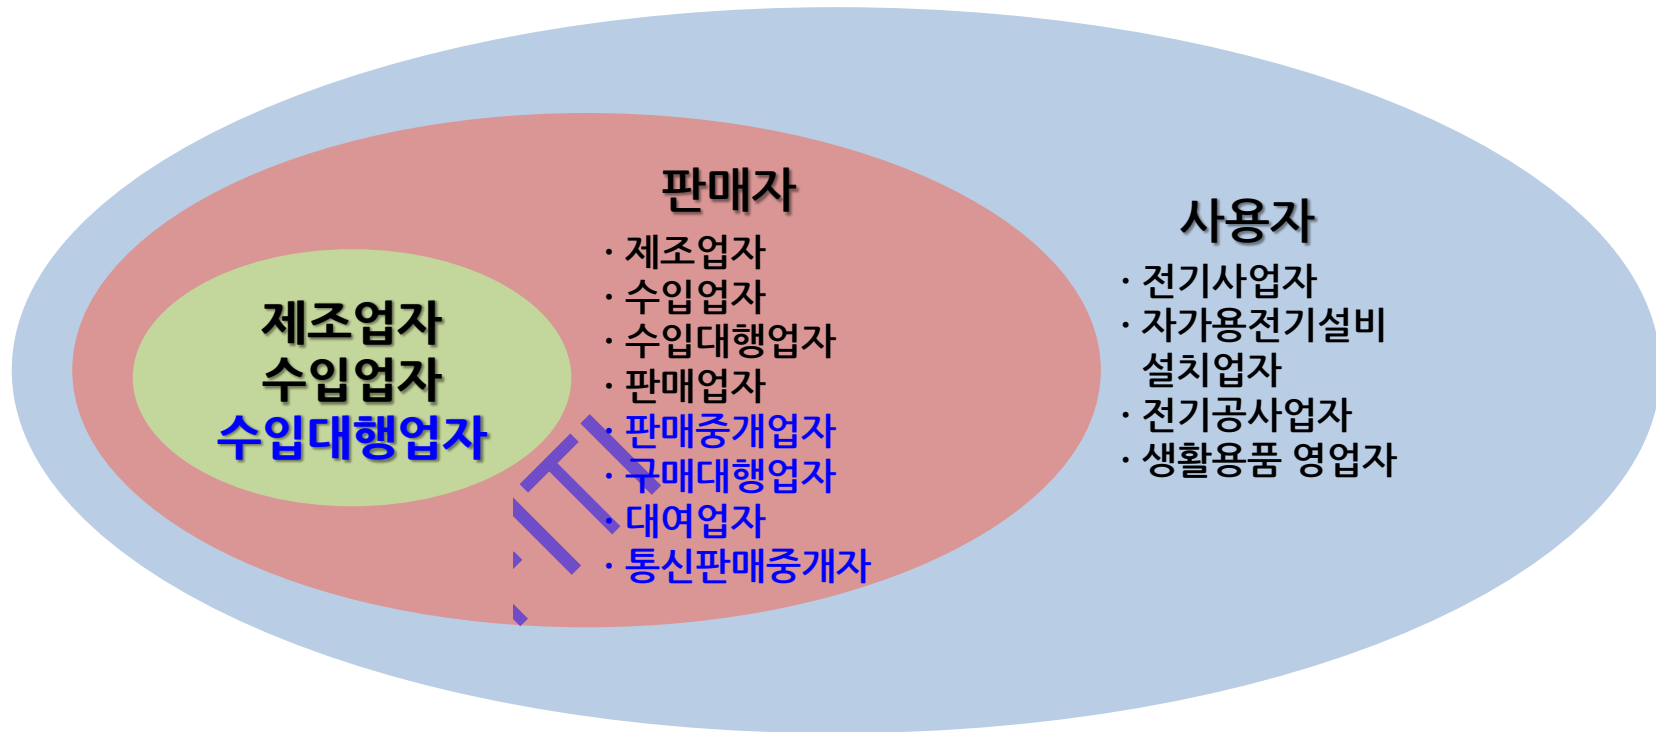 제조업자
수입업자
수입대행업자
판매자
· 제조업자
· 수입업자
· 수입대행업자
· 판매업자
· 판매중개업자
· 구매대행업자
· 대여업자
· 통신판매중개자
사용자
· 전기사업자
· 자가용전기설비
설치업자
· 전기공사업자
· 생활용품 영업자